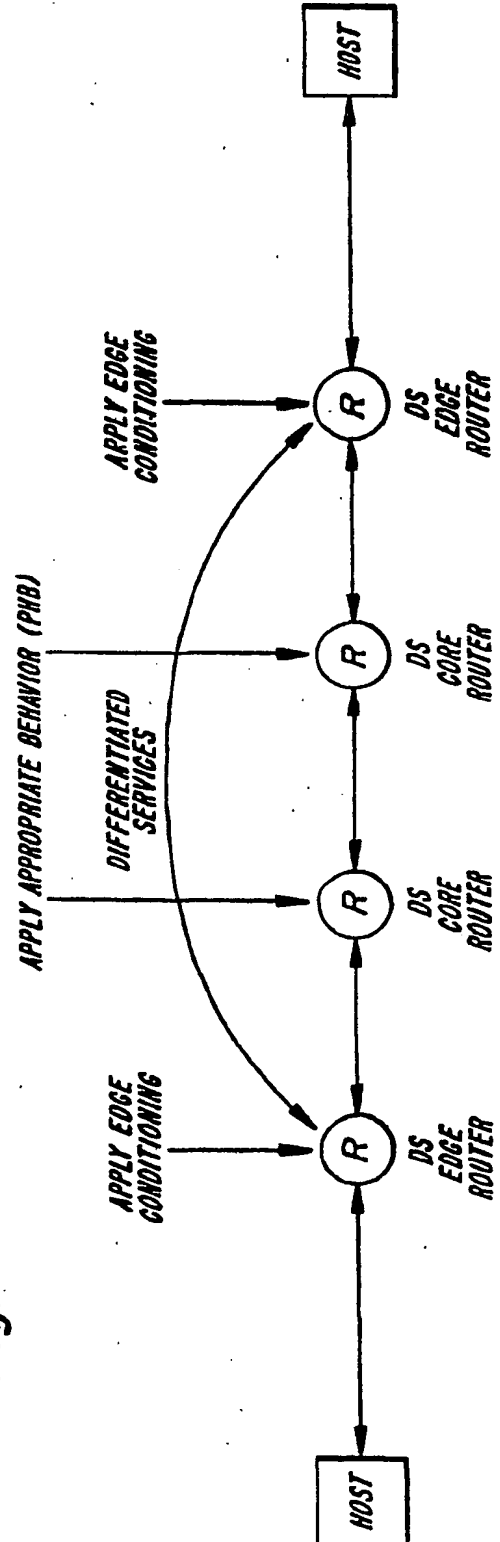 APPLY APPROPRIATE BEHAVIOR (PHB)
APPLY EDGE
CONDITIONING
DIFFERENTIATED
SERVICES
APPLY EDGE
CONDITIONING
HOST
R
R
R
R
HOST
DS
EDGE
ROUTER
DS
CORE
ROUTER
DS
CORE
ROUTER
DS
EDGE
ROUTER